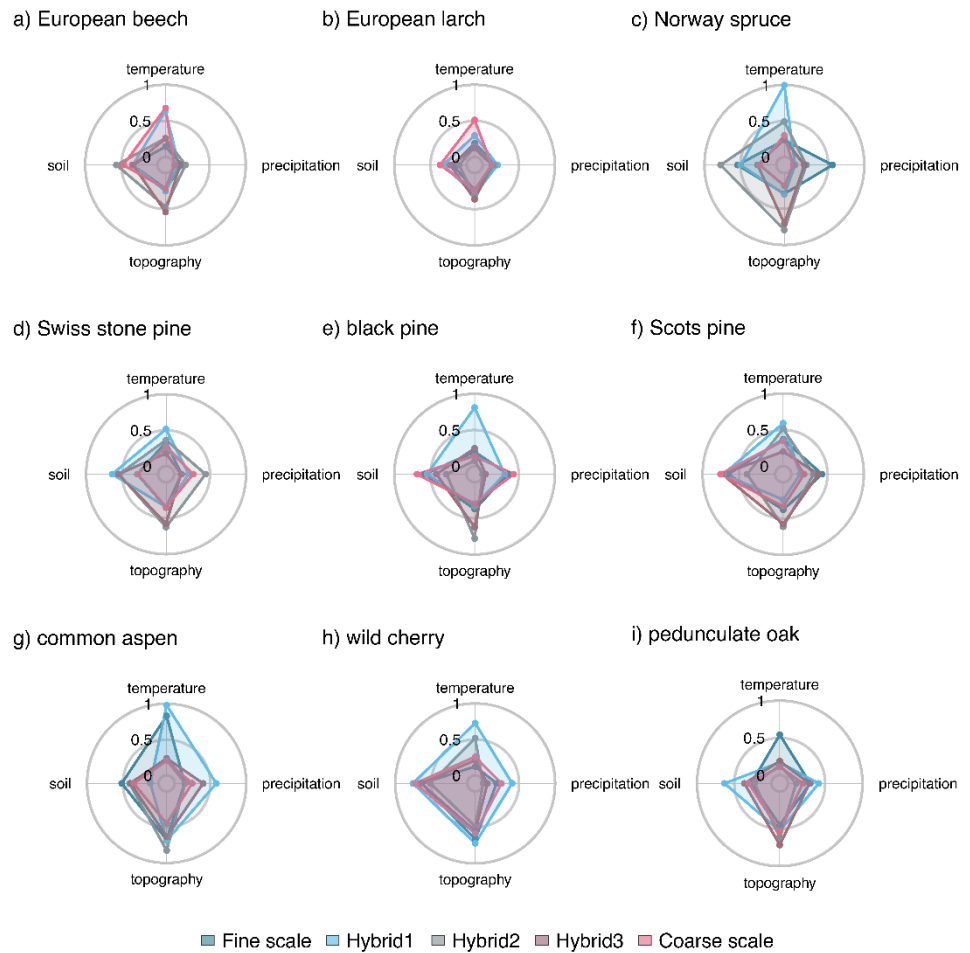 a) European beech
b) European larch
c) Norway spruce
temperature
1
0.5
0
soil
precipitation
topography
temperature
1
0.5
0
soil
precipitation
topography
temperature
1
0.5
0
soil
precipitation
topography
d) Swiss stone pine
e) black pine
f) Scots pine
temperature
1
0.5
0
soil
precipitation
topography
temperature
1
0.5
0
soil
precipitation
topography
temperature
1
0.5
0
soil
precipitation
topography
g) common aspen
h) wild cherry
i) pedunculate oak
temperature
1
0.5
0
soil
precipitation
topography
temperature
1
0.5
0
soil
precipitation
topography
temperature
1
0.5
0
soil
precipitation
topography
Fine scale Hybrid1 Hybrid2 Hybrid3 Coarse scale